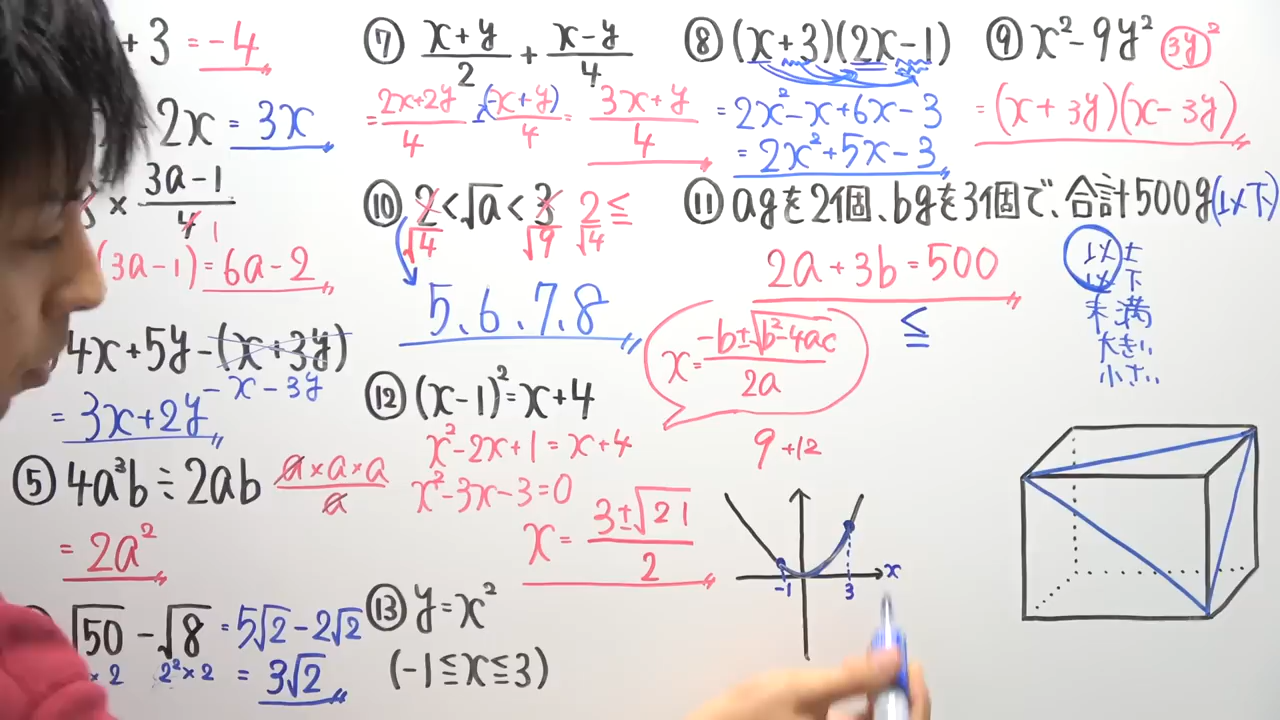 +3 = -4
- 2x = 3x
3 × (3a-1)/4 1
(3a-1) = 6a-2
4x+5y-(x+3y)
-x-3y
= 3x+2y
⑤ 4a³b÷2ab a×a×a/a
= 2a²
√50 - √8 = 5√2 - 2√2
×2 2²×2 = 3√2
⑦ (x+y)/2 + (x-y)/4
= (2x+2y)/4 (-x+y)/4 = (3x+y)/4
⑩ 2<√a<3 2≦
√4 √9 √4
5、6、7、8
⑫ (x-1)²=x+4
x²-2x+1=x+4
x²-3x-3=0
x= (3±√21)/2
⑬ y=x²
(-1≦x≦3)
⑧ (x+3)(2x-1)
= 2x²-x+6x-3
= 2x²+5x-3
⑨ x²-9y² (3y)²
= (x+3y)(x-3y)
⑪ agを2個、bgを3個で、合計500g(以下)
2a+3b=500
≦
以上
以下
未満
大きい
小さい
x= (-b±√b²-4ac)/2a
9+12
x
-1 3